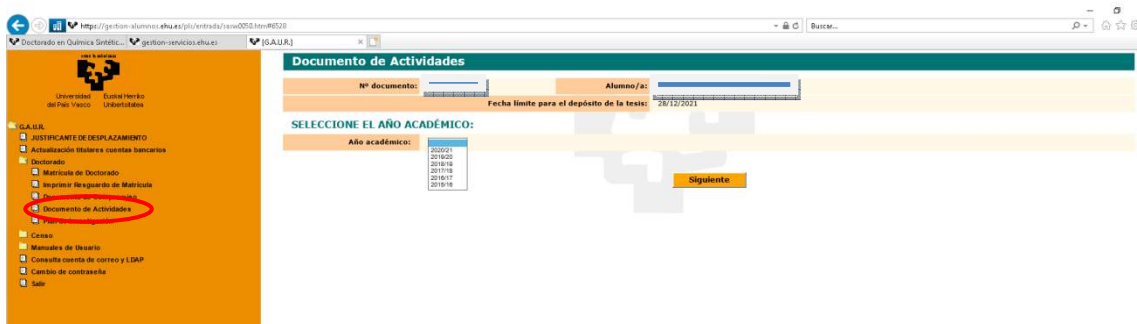 https://gestion-alumnos.ehu.es/pls/entrada/
Buscar...
Doctorado en Química Sintétic...
gestion-servicios.ehu.es
[G.A.U.R.]
Documento de Actividades
Universidad Euskal Herriko
del País Vasco Unibertsitatea
Nº documento:
Alumno/a:
Fecha límite para el depósito de la tesis: 28/12/2021
G.A.U.R.
JUSTIFICANTE DE DESPLAZAMIENTO
Actualización titulares cuentas bancarias
Doctorado
Matrícula de Doctorado
Imprimir Resguardo de Matrícula
Documento de Actividades
Censo
Manuales de Usuario
Consulta cuenta de correo y LDAP
Cambio de contraseña
Salir
SELECCIONE EL AÑO ACADÉMICO:
Año académico:
2020/21
2019/20
2018/19
2017/18
2016/17
2015/16
Siguiente